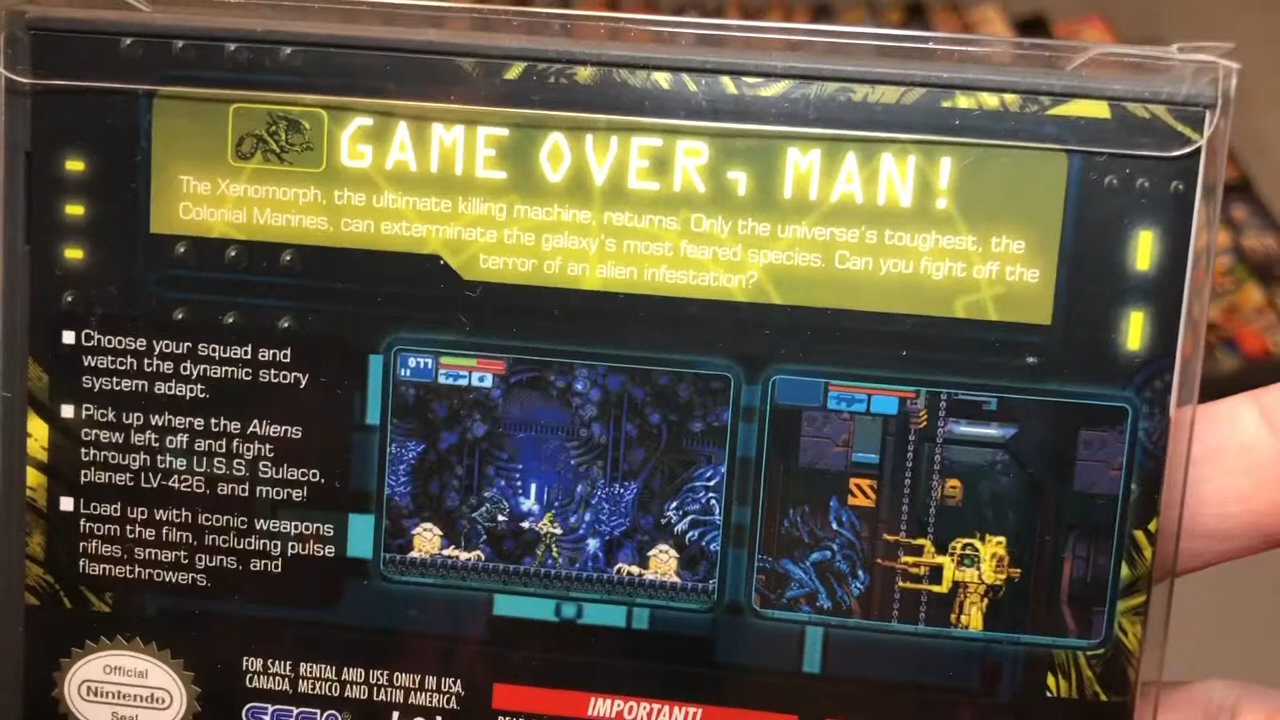 GAME OVER, MAN!
The Xenomorph, the ultimate killing machine, returns. Only the universe's toughest, the
Colonial Marines, can exterminate the galaxy's most feared species. Can you fight off the
terror of an alien infestation?
Choose your squad and
watch the dynamic story
system adapt.
Pick up where the Aliens
crew left off and fight
through the U.S.S. Sulaco,
planet LV-426, and more!
Load up with iconic weapons
from the film, including pulse
rifles, smart guns, and
flamethrowers.
077
Official
Nintendo
Seal
FOR SALE, RENTAL AND USE ONLY IN USA,
CANADA, MEXICO AND LATIN AMERICA.
SEGA
IMPORTANT!